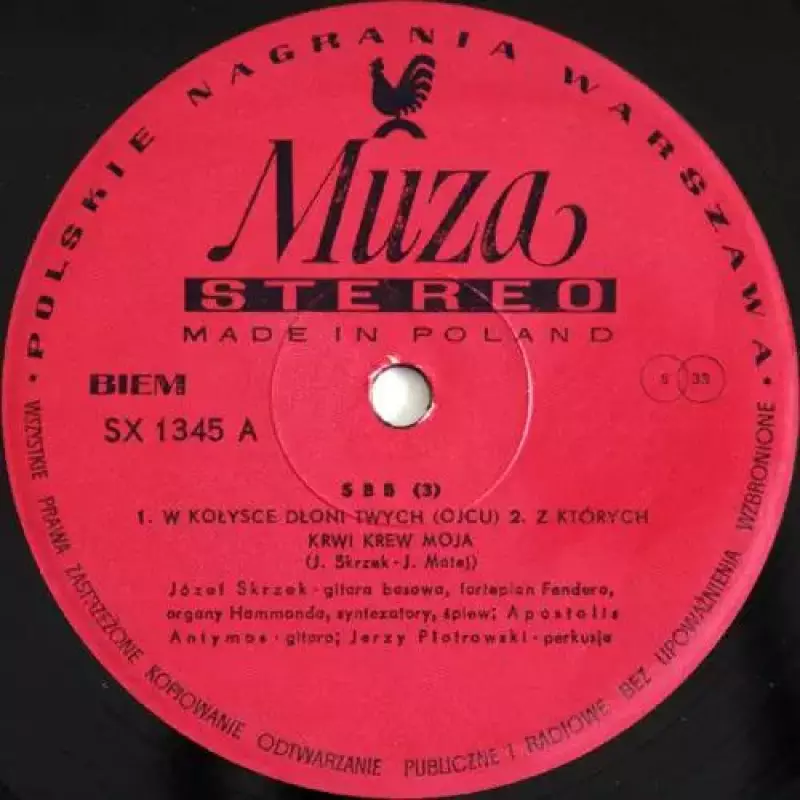 • POLSKIE NAGRANIA WARSZAWA •
Muza
STEREO
MADE IN POLAND
BIEM
S 33
SX 1345 A
SBB (3)
1. W KOŁYSCE DŁONI TWYCH (OJCU) 2. Z KTÓRYCH
KRWI KREW MOJA
(J. Skrzek - J. Matej)
Józef Skrzek - gitara basowa, fortepian Fendera,
organy Hammonda, syntezatory, śpiew; Apostolis
Antymos - gitara; Jerzy Piotrowski - perkusja
WSZYSTKIE PRAWA ZASTRZEŻONE KOPIOWANIE ODTWARZANIE PUBLICZNE I RADIOWE BEZ UPOWAŻNIENIA WZBRONIONE